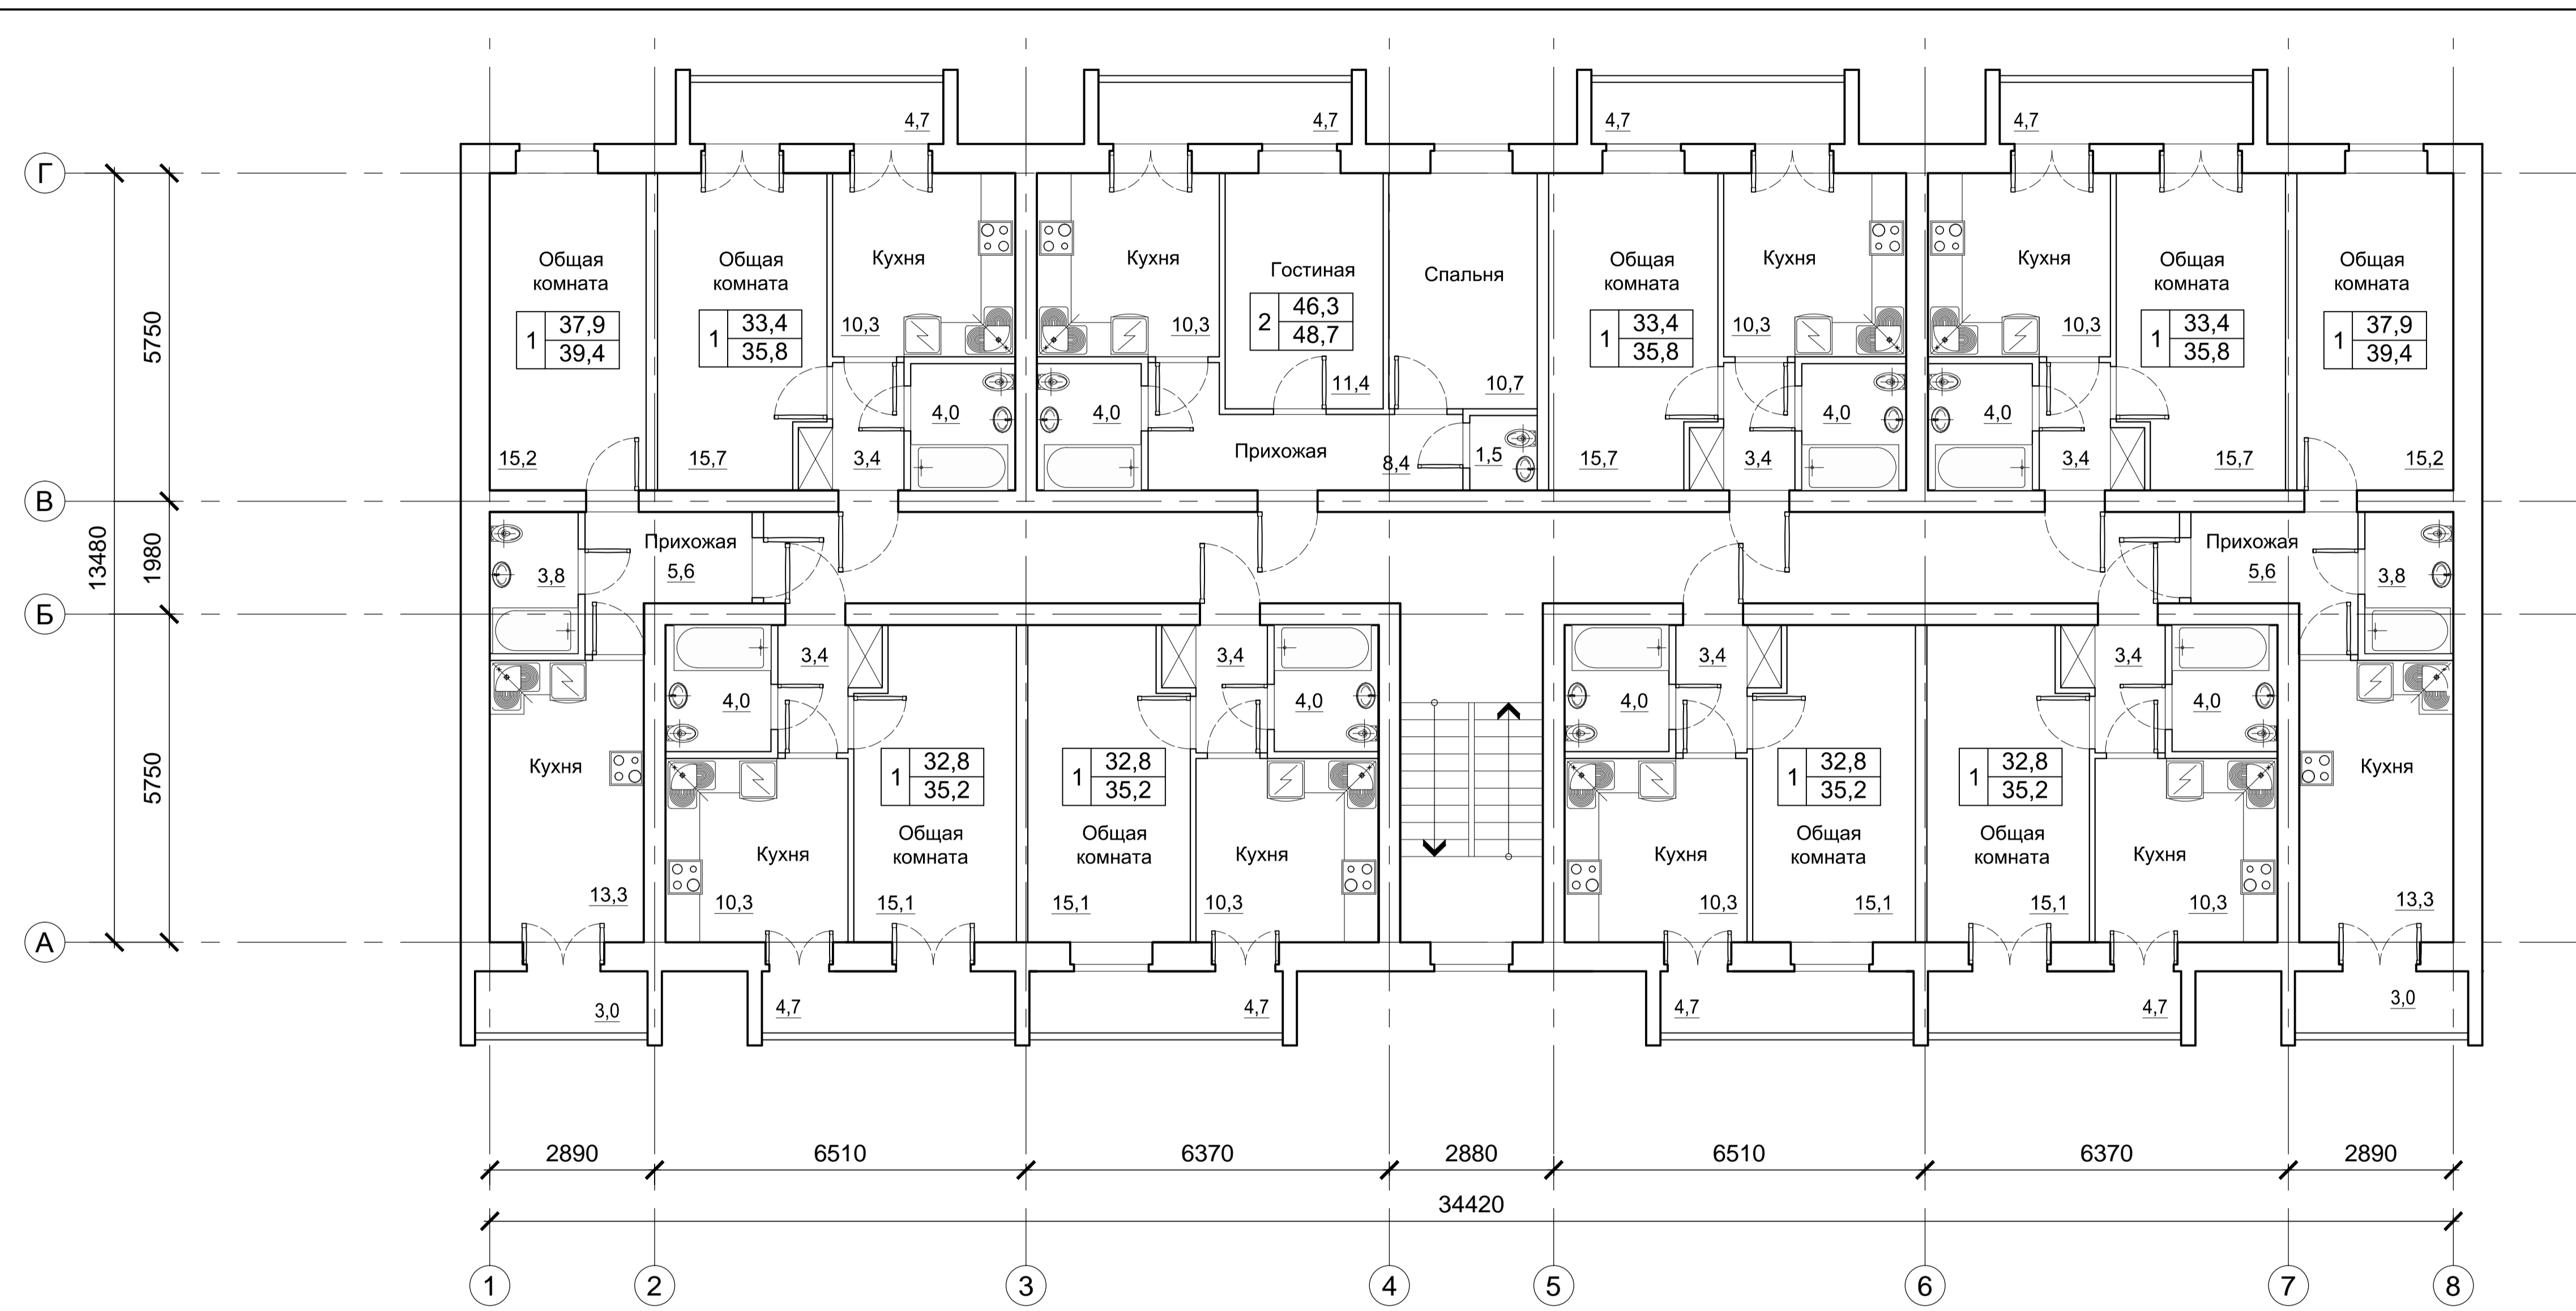 4,7
4,7
4,7
4,7
Г
Общая
комната
1
37,9
39,4
15,2
Общая
комната
1
33,4
35,8
15,7
Кухня
10,3
4,0
3,4
Кухня
10,3
4,0
Гостиная
2
46,3
48,7
11,4
Спальня
10,7
Прихожая
8,4
1,5
Общая
комната
1
33,4
35,8
15,7
Кухня
10,3
4,0
3,4
Кухня
10,3
4,0
3,4
Общая
комната
1
33,4
35,8
15,7
Общая
комната
1
37,9
39,4
15,2
5750
В
13480
1980
Прихожая
3,8
5,6
Прихожая
5,6
3,8
Б
5750
Кухня
13,3
3,4
4,0
Кухня
10,3
1
32,8
35,2
Общая
комната
15,1
3,4
4,0
1
32,8
35,2
Общая
комната
15,1
Кухня
10,3
3,4
4,0
Кухня
10,3
1
32,8
35,2
Общая
комната
15,1
3,4
4,0
1
32,8
35,2
Общая
комната
15,1
Кухня
10,3
Кухня
13,3
А
3,0
4,7
4,7
4,7
4,7
3,0
2890
6510
6370
2880
6510
6370
2890
34420
1
2
3
4
5
6
7
8